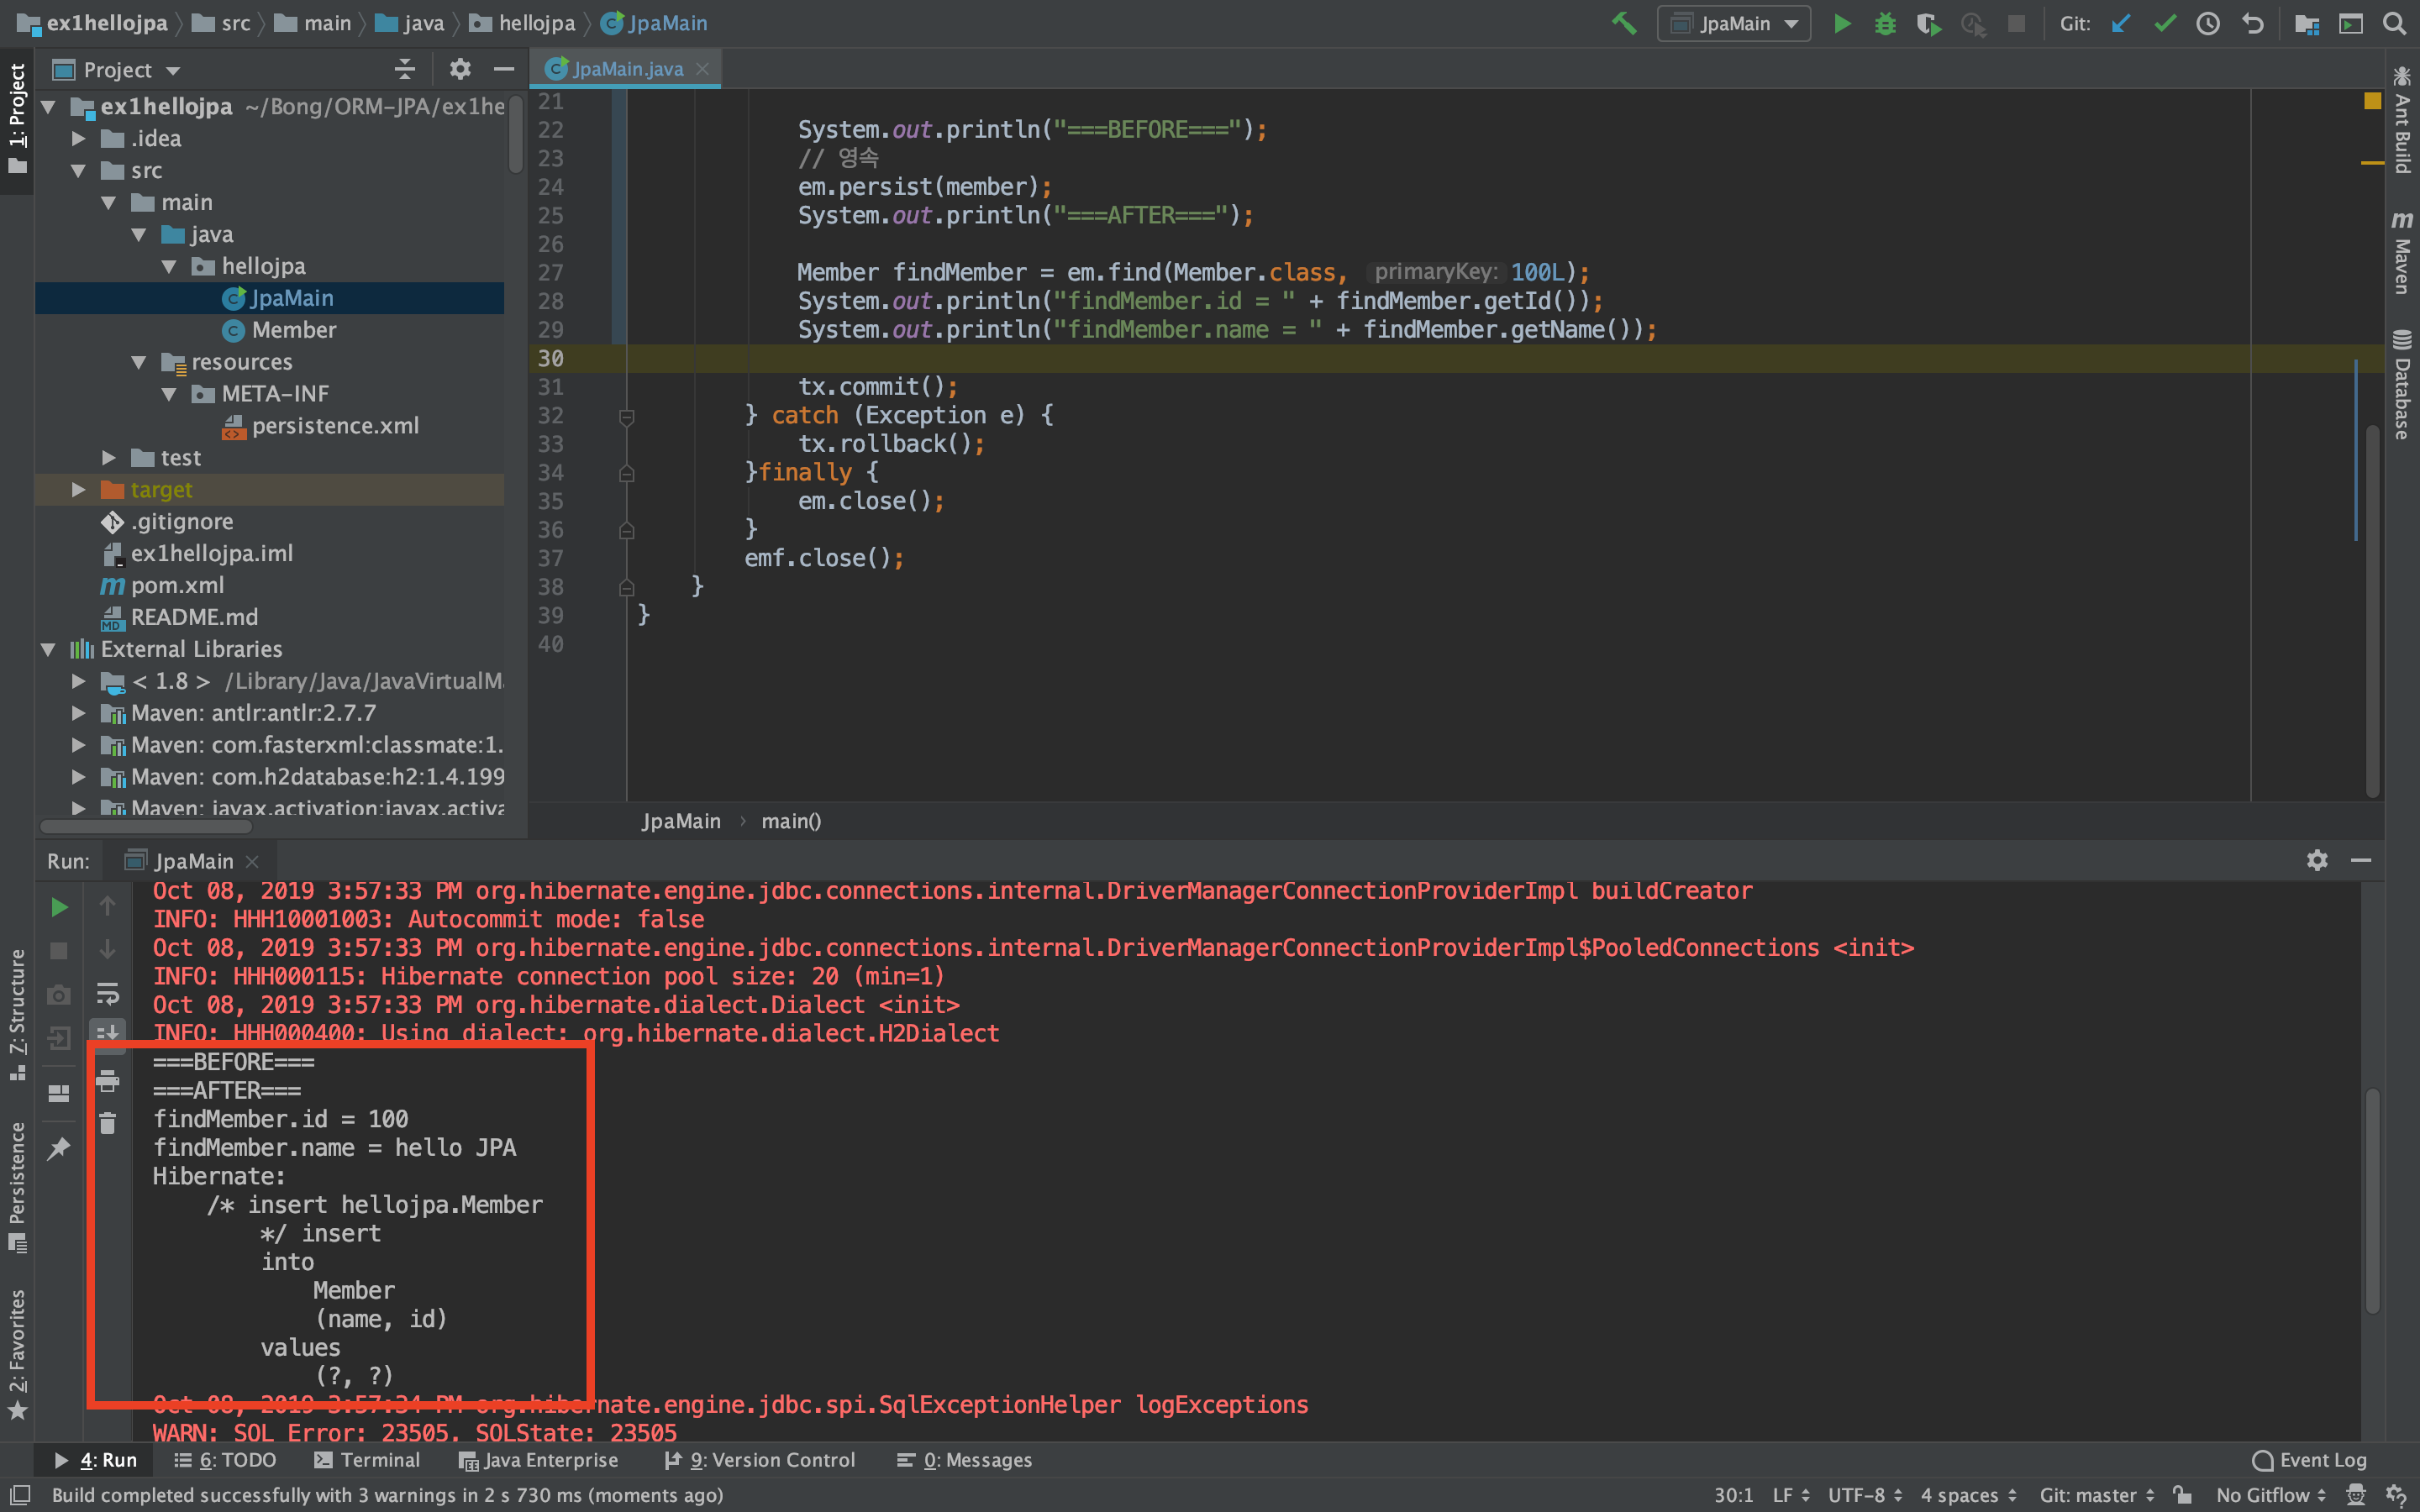 ex1hellojpa src main java hellojpa JpaMain
JpaMain
Git:
1: Project
Project
JpaMain.java
ex1hellojpa ~/Bong/ORM-JPA/ex1he
.idea
src
main
java
hellojpa
JpaMain
Member
resources
META-INF
persistence.xml
test
target
.gitignore
ex1hellojpa.iml
pom.xml
README.md
External Libraries
< 1.8 > /Library/Java/JavaVirtualMa
Maven: antlr:antlr:2.7.7
Maven: com.fasterxml:classmate:1.
Maven: com.h2database:h2:1.4.199
Maven: javax.activation:javax.activa
21
22 System.out.println("===BEFORE===");
23 // 영속
24 em.persist(member);
25 System.out.println("===AFTER===");
26
27 Member findMember = em.find(Member.class, primaryKey: 100L);
28 System.out.println("findMember.id = " + findMember.getId());
29 System.out.println("findMember.name = " + findMember.getName());
30
31 tx.commit();
32 } catch (Exception e) {
33 tx.rollback();
34 }finally {
35 em.close();
36 }
37 emf.close();
38 }
39 }
40
JpaMain main()
Ant Build
Maven
Database
Run: JpaMain
Oct 08, 2019 3:57:33 PM org.hibernate.engine.jdbc.connections.internal.DriverManagerConnectionProviderImpl buildCreator
INFO: HHH10001003: Autocommit mode: false
Oct 08, 2019 3:57:33 PM org.hibernate.engine.jdbc.connections.internal.DriverManagerConnectionProviderImpl$PooledConnections <init>
INFO: HHH000115: Hibernate connection pool size: 20 (min=1)
Oct 08, 2019 3:57:33 PM org.hibernate.dialect.Dialect <init>
INFO: HHH000400: Using dialect: org.hibernate.dialect.H2Dialect
===BEFORE===
===AFTER===
findMember.id = 100
findMember.name = hello JPA
Hibernate:
/* insert hellojpa.Member
*/ insert
into
Member
(name, id)
values
(?, ?)
Oct 08, 2019 3:57:34 PM org.hibernate.engine.jdbc.spi.SqlExceptionHelper logExceptions
WARN: SQL Error: 23505, SQLState: 23505
7: Structure
Persistence
2: Favorites
4: Run 6: TODO Terminal Java Enterprise 9: Version Control 0: Messages Event Log
Build completed successfully with 3 warnings in 2 s 730 ms (moments ago) 30:1 LF UTF-8 4 spaces Git: master No Gitflow